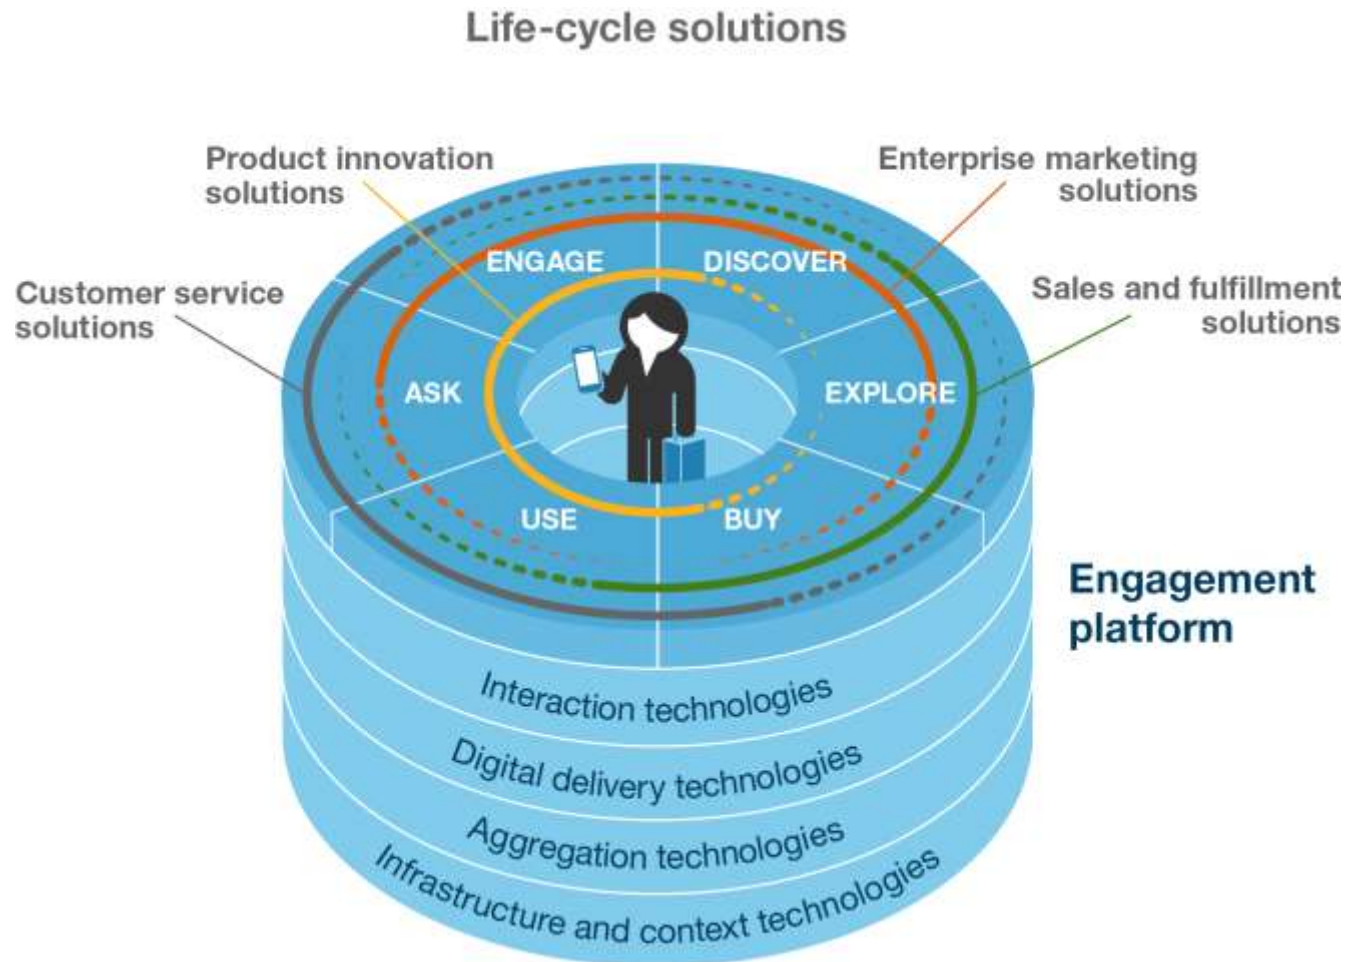 Life-cycle solutions
Product innovation
solutions
Enterprise marketing
solutions
Customer service
solutions
Sales and fulfillment
solutions
ENGAGE
DISCOVER
ASK
EXPLORE
USE
BUY
Engagement
platform
Interaction technologies
Digital delivery technologies
Aggregation technologies
Infrastructure and context technologies